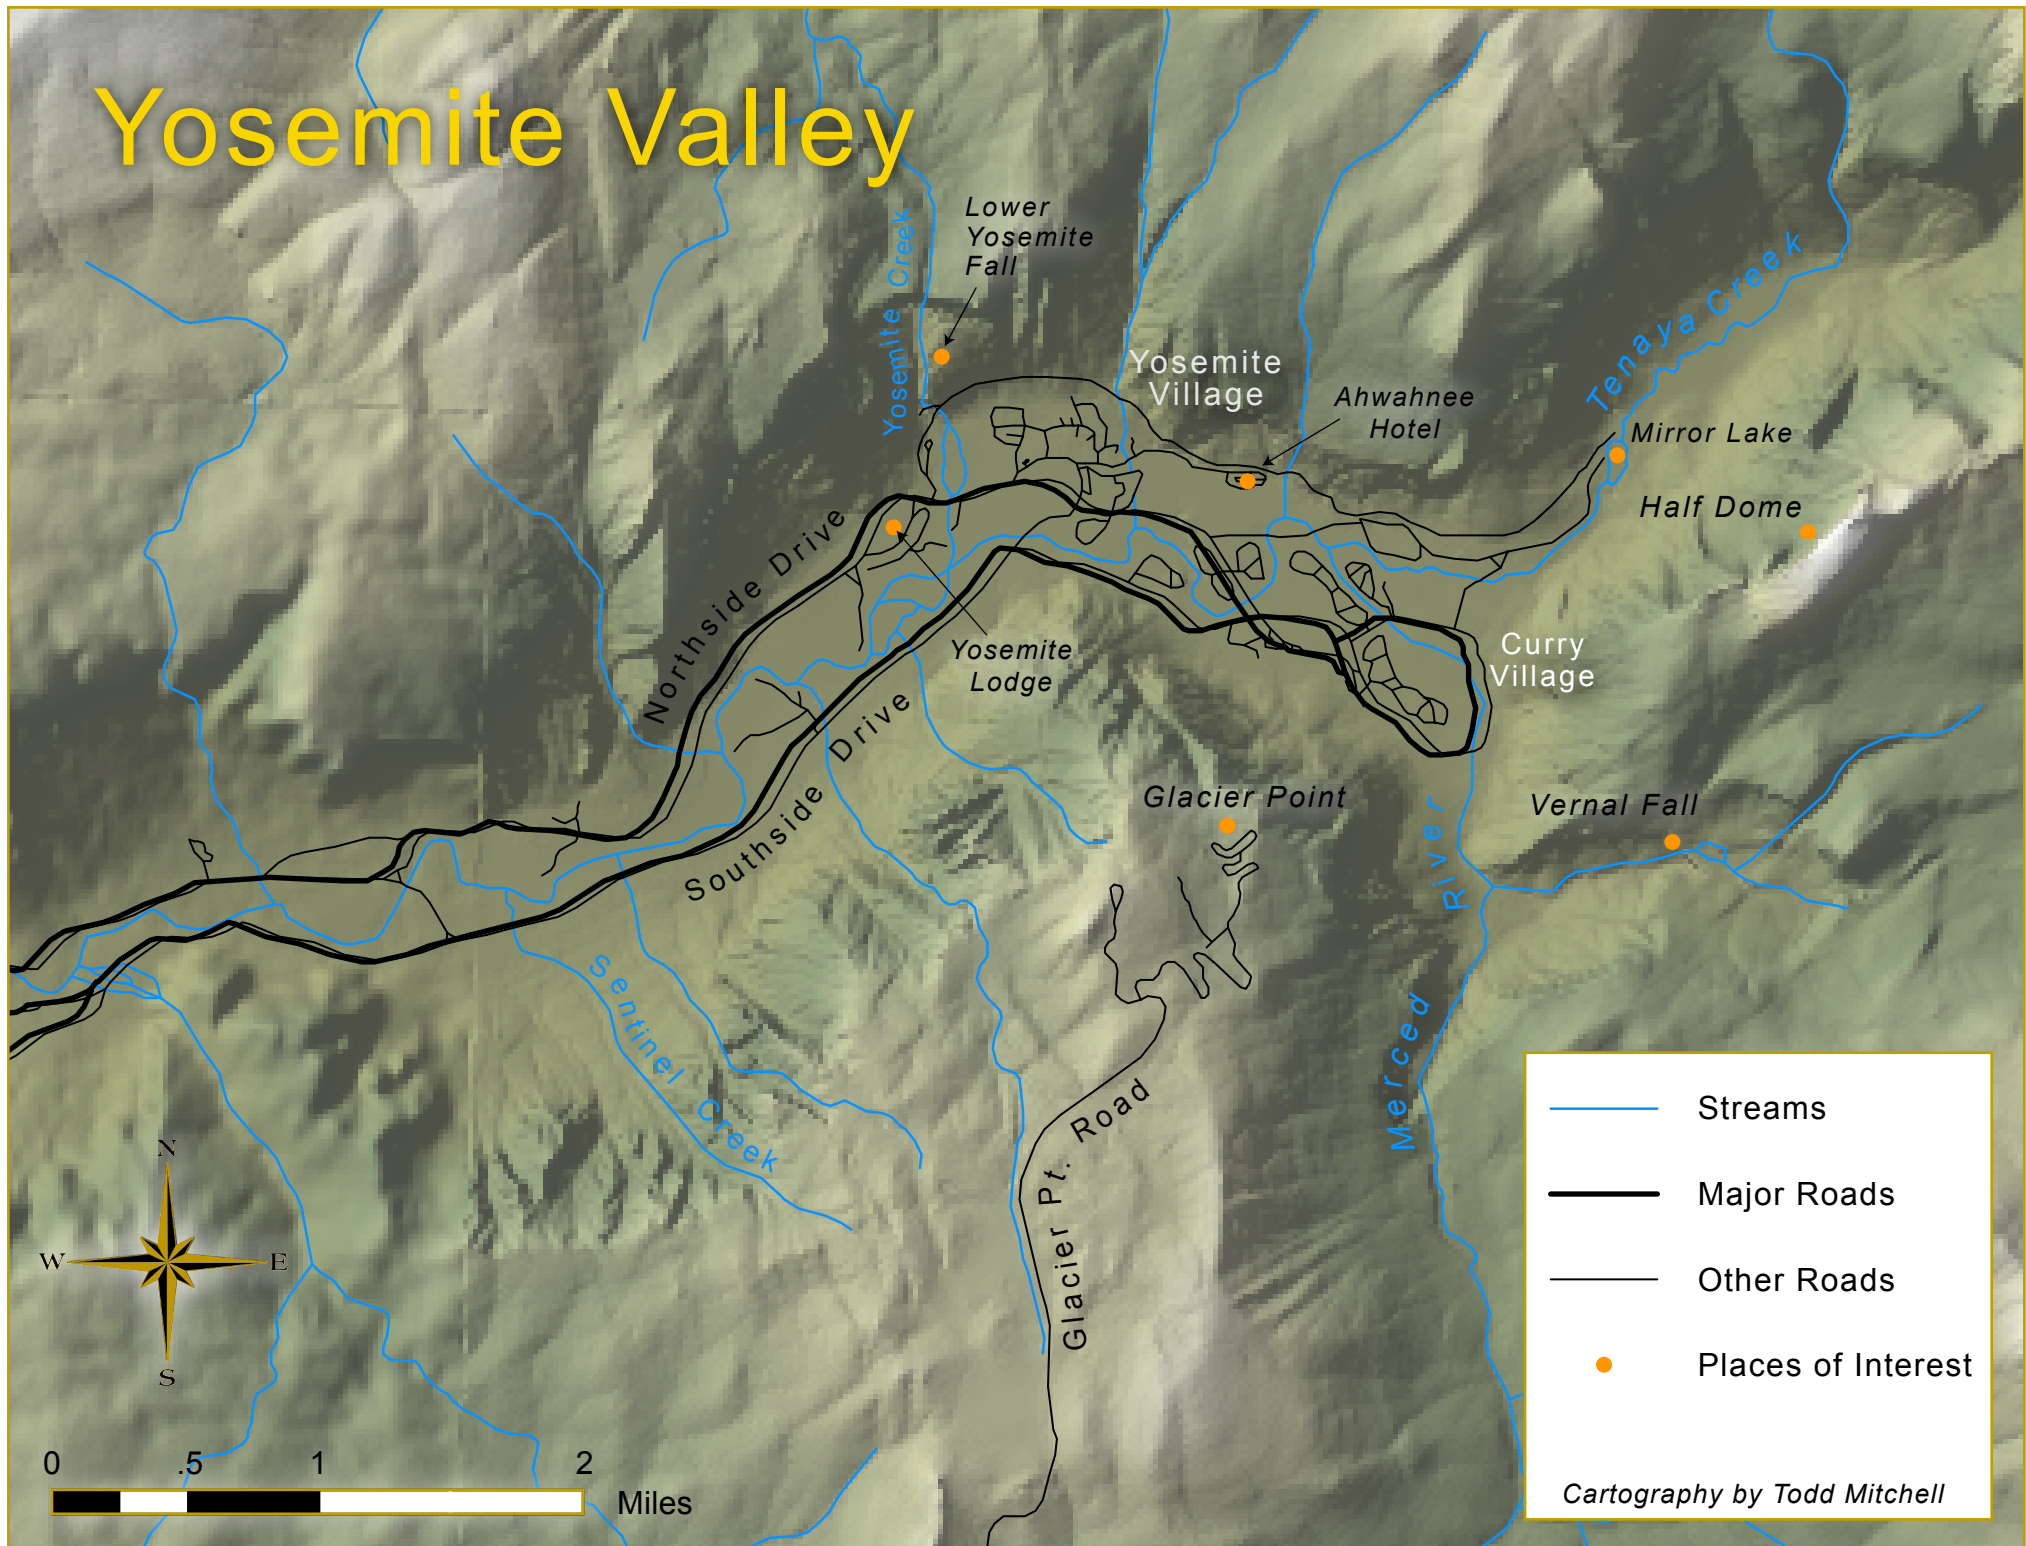 Yosemite Valley
Lower
Yosemite
Fall
Yosemite Creek
Tenaya Creek
Yosemite
Village
Ahwahnee
Hotel
Mirror Lake
Half Dome
Northside Drive
Yosemite
Lodge
Curry
Village
Southside Drive
Glacier Point
Vernal Fall
Merced River
Sentinel Creek
Glacier Pt. Road
N
W
E
S
0 .5 1 2
Miles
Streams
Major Roads
Other Roads
Places of Interest
Cartography by Todd Mitchell